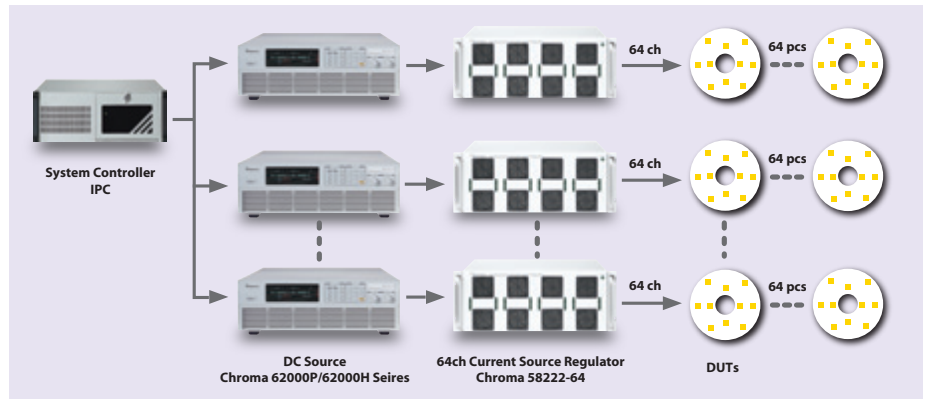 64 ch
64 pcs
System Controller
IPC
64 ch
64 pcs
64 ch
64 pcs
DC Source
Chroma 62000P/62000H Seires
64ch Current Source Regulator
Chroma 58222-64
DUTs